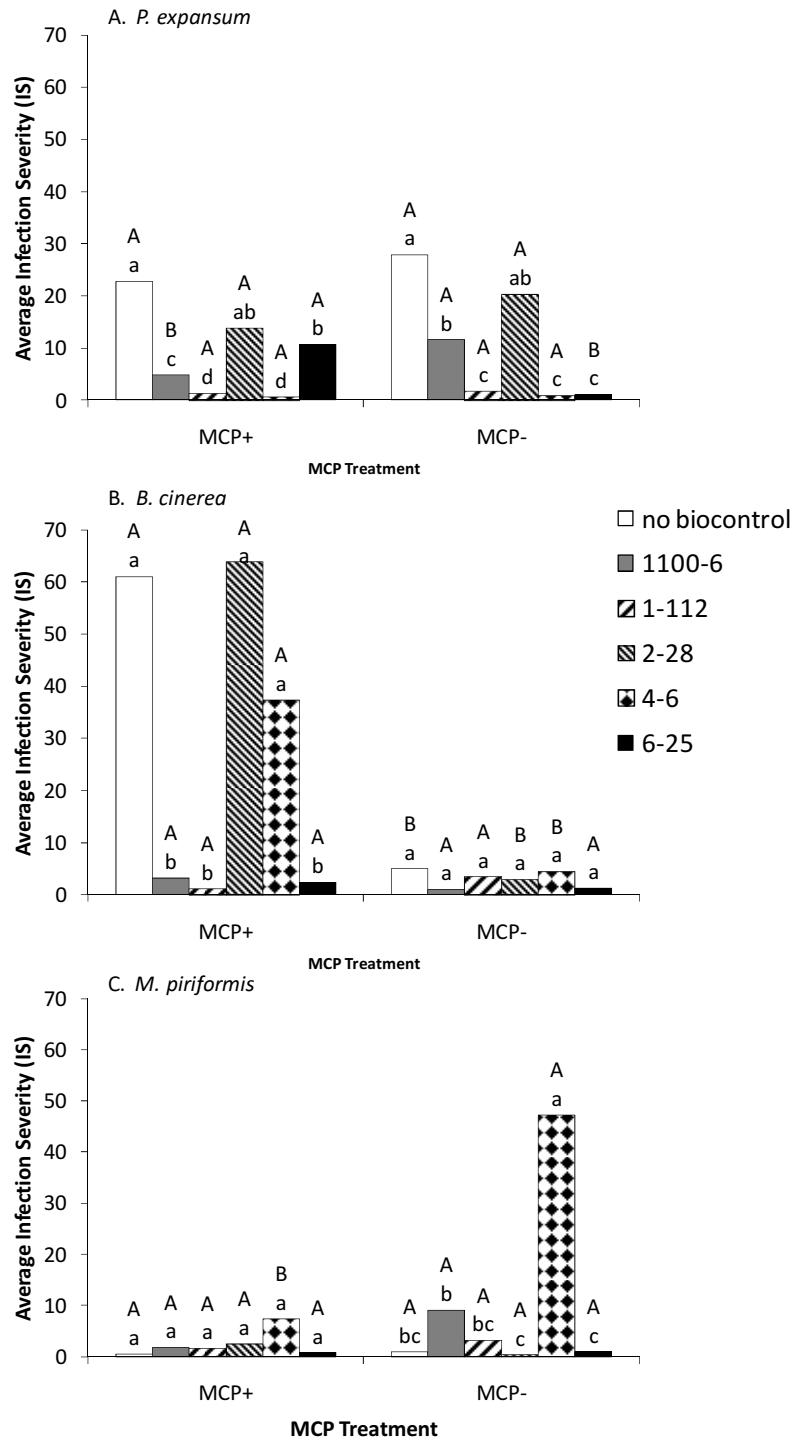 A. P. expansum
70
60
50
40
30
20
10
0
Average Infection Severity (IS)
A A
a ab
B A A A
c d d b
A A
a ab
A A A B
b c c c
MCP+ MCP-
MCP Treatment
B. B. cinerea
70
60
50
40
30
20
10
0
Average Infection Severity (IS)
A A
a a
A
a
A A A
b b b
B A A B B A
a a a a a a
MCP+ MCP-
MCP Treatment
no biocontrol
1100-6
1-112
2-28
4-6
6-25
C. M. piriformis
70
60
50
40
30
20
10
0
Average Infection Severity (IS)
A A A A B A
a a a a a a
A A A A A A
bc b bc c a c
MCP+ MCP-
MCP Treatment